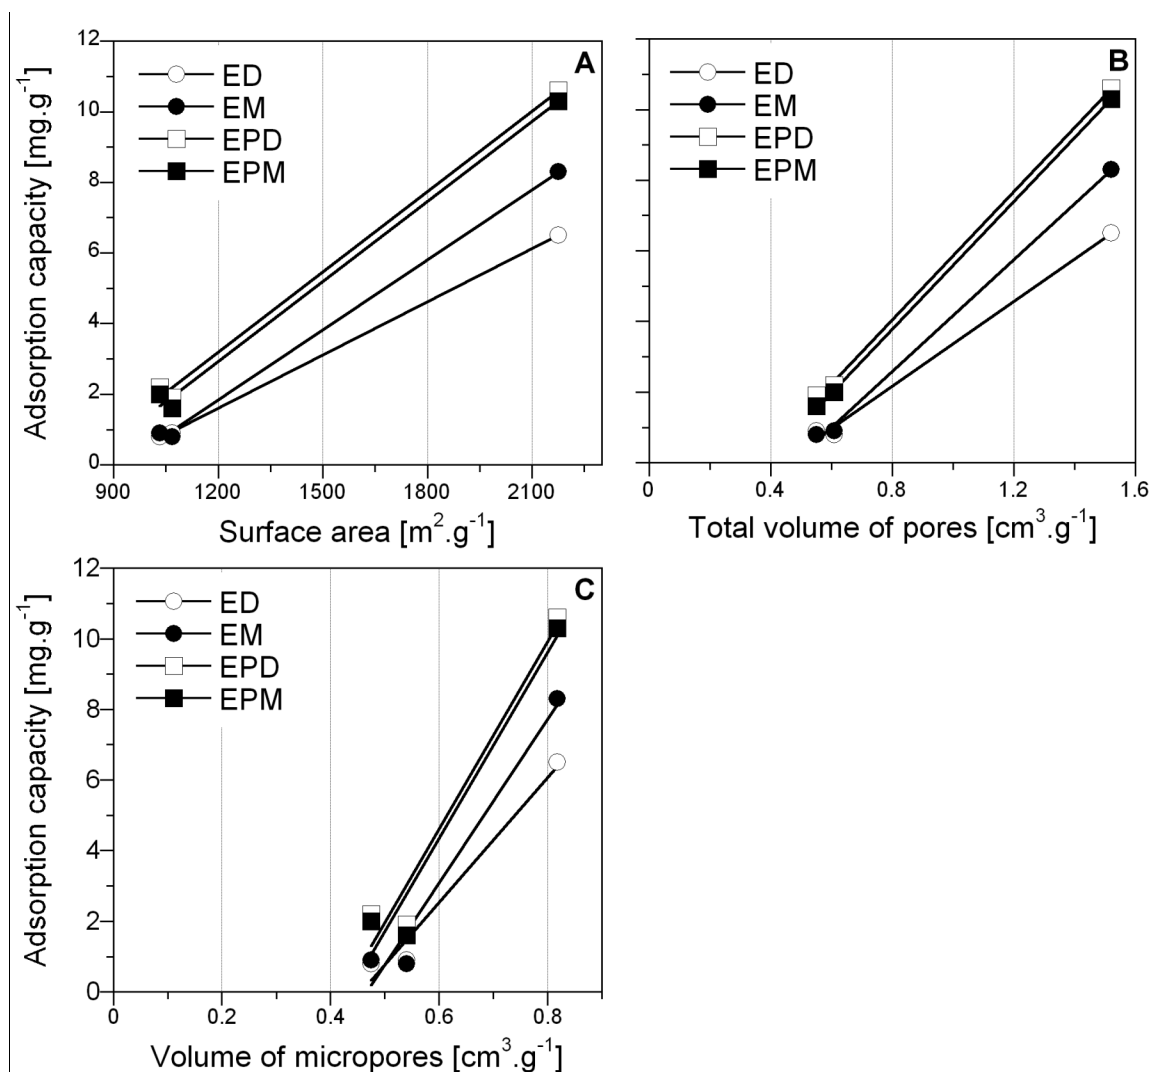 A
Adsorption capacity [mg.g⁻¹]
12
10
8
6
4
2
0
ED
EM
EPD
EPM
900 1200 1500 1800 2100
Surface area [m².g⁻¹]
B
ED
EM
EPD
EPM
0 0.4 0.8 1.2 1.6
Total volume of pores [cm³.g⁻¹]
C
Adsorption capacity [mg.g⁻¹]
12
10
8
6
4
2
0
ED
EM
EPD
EPM
0 0.2 0.4 0.6 0.8
Volume of micropores [cm³.g⁻¹]